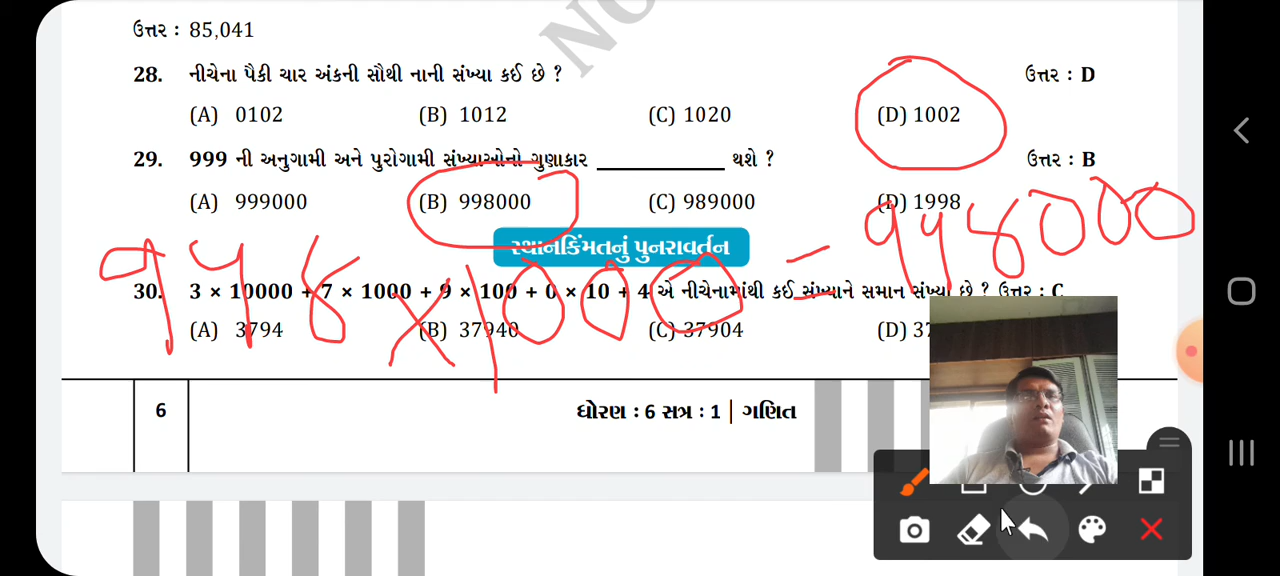 ઉત્તર : 85,041
28. નીચેના પૈકી ચાર અંકની સૌથી નાની સંખ્યા કઈ છે ? ઉત્તર : D
(A) 0102 (B) 1012 (C) 1020 (D) 1002
29. 999 ની અનુગામી અને પુરોગામી સંખ્યાઓનો ગુણાકાર __________ થશે ? ઉત્તર : B
(A) 999000 (B) 998000 (C) 989000 (D) 1998
સ્થાનકિંમતનું પુનરાવર્તન
998 × 1000 = 998000
30. 3 × 10000 + 7 × 1000 + 9 × 100 + 0 × 10 + 4 એ નીચેનામાંથી કઈ સંખ્યાને સમાન સંખ્યા છે ? ઉત્તર : C
(A) 3794 (B) 37940 (C) 37904 (D)
6 ધોરણ : 6 સત્ર : 1 | ગણિત